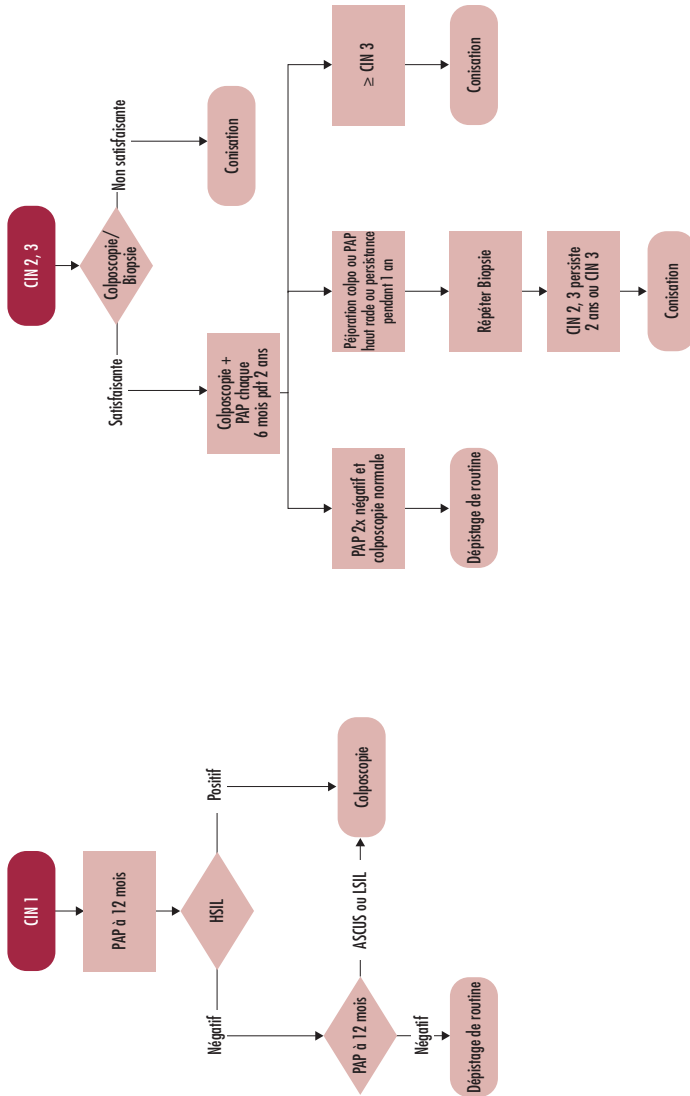 CIN 1
PAP à 12 mois
HSIL
Négatif
Positif
PAP à 12 mois
ASCUS ou LSIL
Colposcopie
Négatif
Dépistage de routine
CIN 2, 3
Colposcopie/
Biopsie
Satisfaisante
Non satisfaisante
Colposcopie +
PAP chaque
6 mois pdt 2 ans
Conisation
PAP 2x négatif et
colposcopie normale
Dépistage de routine
Péjoration colpo ou PAP
haut rade ou persistance
pendant 1 an
Répéter Biopsie
CIN 2, 3 persiste
2 ans ou CIN 3
Conisation
≥ CIN 3
Conisation